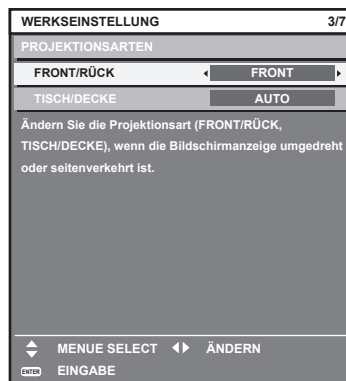 WERKSEINSTELLUNG 3/7
PROJEKTIONSARTEN
FRONT/RÜCK FRONT
TISCH/DECKE AUTO
Ändern Sie die Projektionsart (FRONT/RÜCK,
TISCH/DECKE), wenn die Bildschirmanzeige umgedreht
oder seitenverkehrt ist.
MENUE SELECT ÄNDERN
ENTER EINGABE